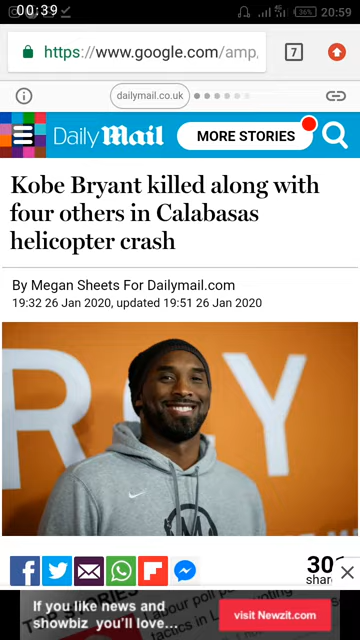 00:39
36%
20:59
https://www.google.com/amp
7
dailymail.co.uk
Daily Mail
MORE STORIES
Kobe Bryant killed along with
four others in Calabasas
helicopter crash
By Megan Sheets For Dailymail.com
19:32 26 Jan 2020, updated 19:51 26 Jan 2020
R Y
If you like news and
showbiz you'll love...
visit Newzit.com